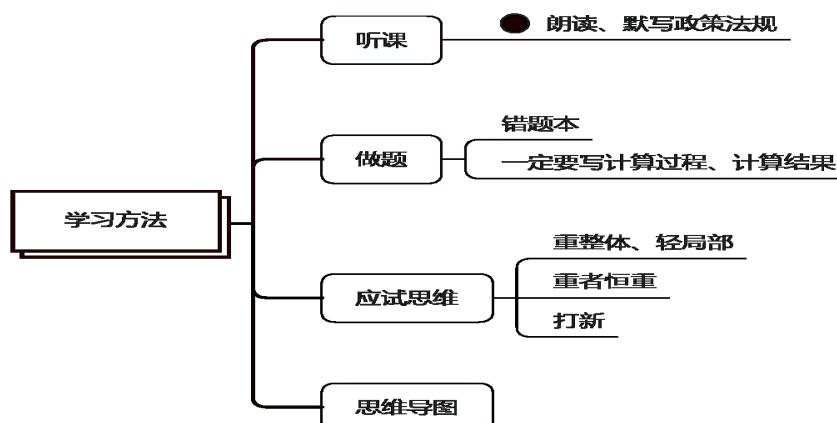 听课
朗读、默写政策法规
错题本
做题
一定要写计算过程、计算结果
学习方法
重整体、轻局部
应试思维
重者恒重
打新
思维导图